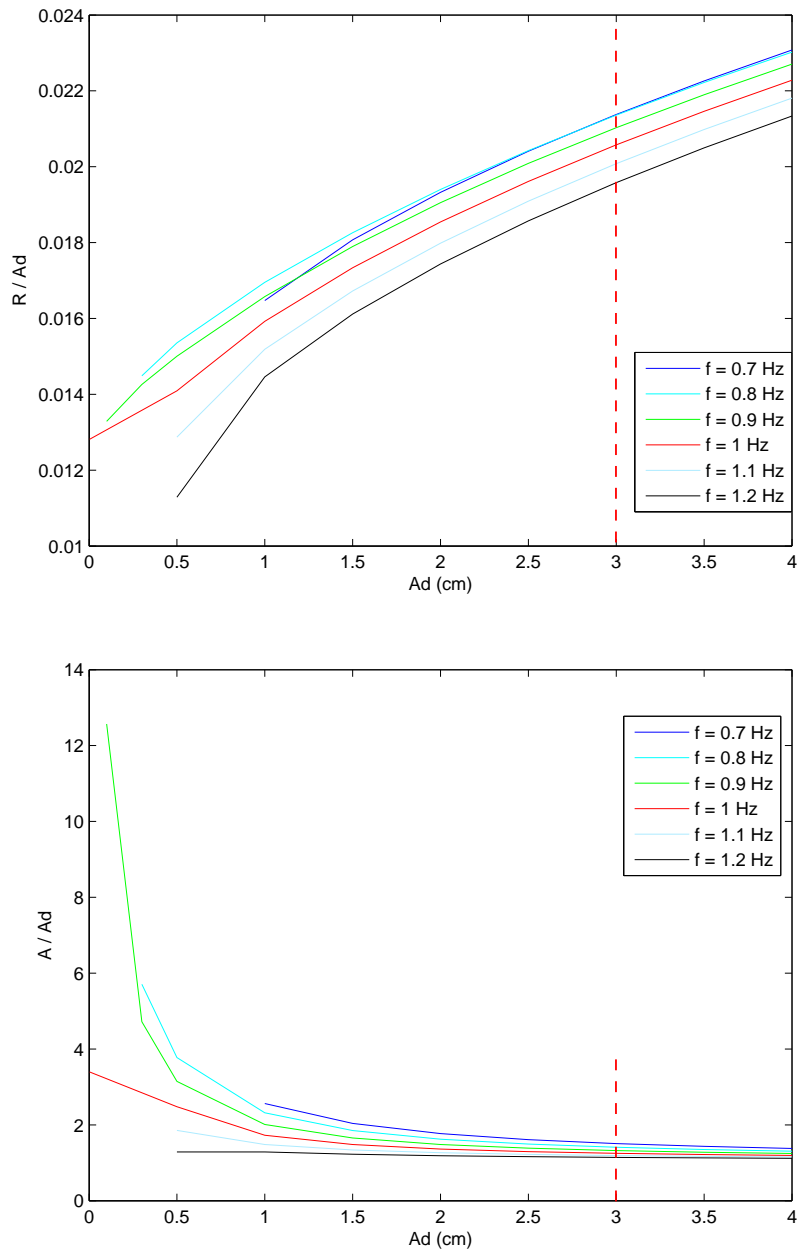 0.024
0.022
0.02
0.018
0.016
0.014
0.012
0.01
R / Ad
0 0.5 1 1.5 2 2.5 3 3.5 4
Ad (cm)
f = 0.7 Hz
f = 0.8 Hz
f = 0.9 Hz
f = 1 Hz
f = 1.1 Hz
f = 1.2 Hz
14
12
10
8
6
4
2
0
A / Ad
0 0.5 1 1.5 2 2.5 3 3.5 4
Ad (cm)
f = 0.7 Hz
f = 0.8 Hz
f = 0.9 Hz
f = 1 Hz
f = 1.1 Hz
f = 1.2 Hz